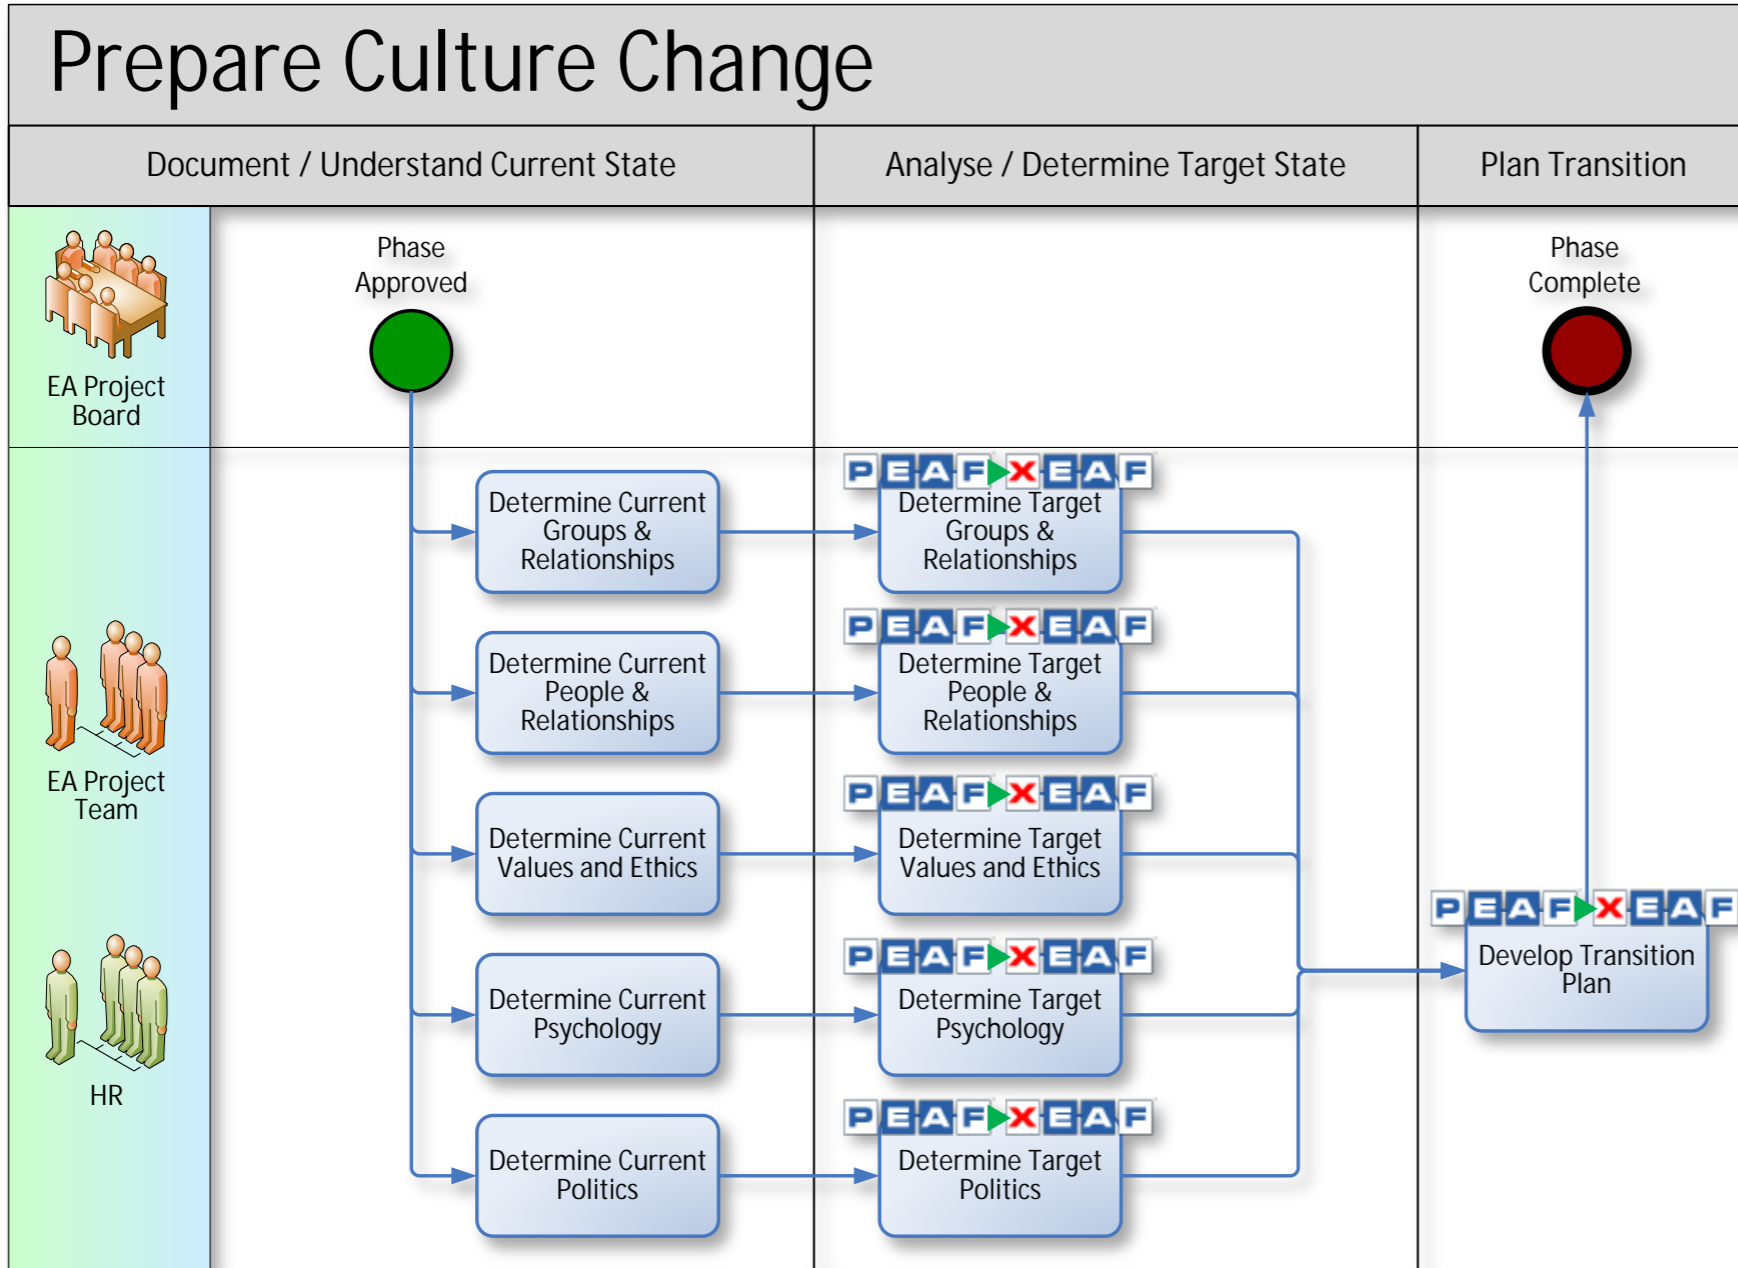 Prepare Culture Change
Document / Understand Current State
Analyse / Determine Target State
Plan Transition
EA Project
Board
Phase
Approved
Phase
Complete
EA Project
Team
HR
Determine Current
Groups &
Relationships
PEAF XEAF
Determine Target
Groups &
Relationships
Determine Current
People &
Relationships
PEAF XEAF
Determine Target
People &
Relationships
Determine Current
Values and Ethics
PEAF XEAF
Determine Target
Values and Ethics
Determine Current
Psychology
PEAF XEAF
Determine Target
Psychology
Determine Current
Politics
PEAF XEAF
Determine Target
Politics
PEAF XEAF
Develop Transition
Plan